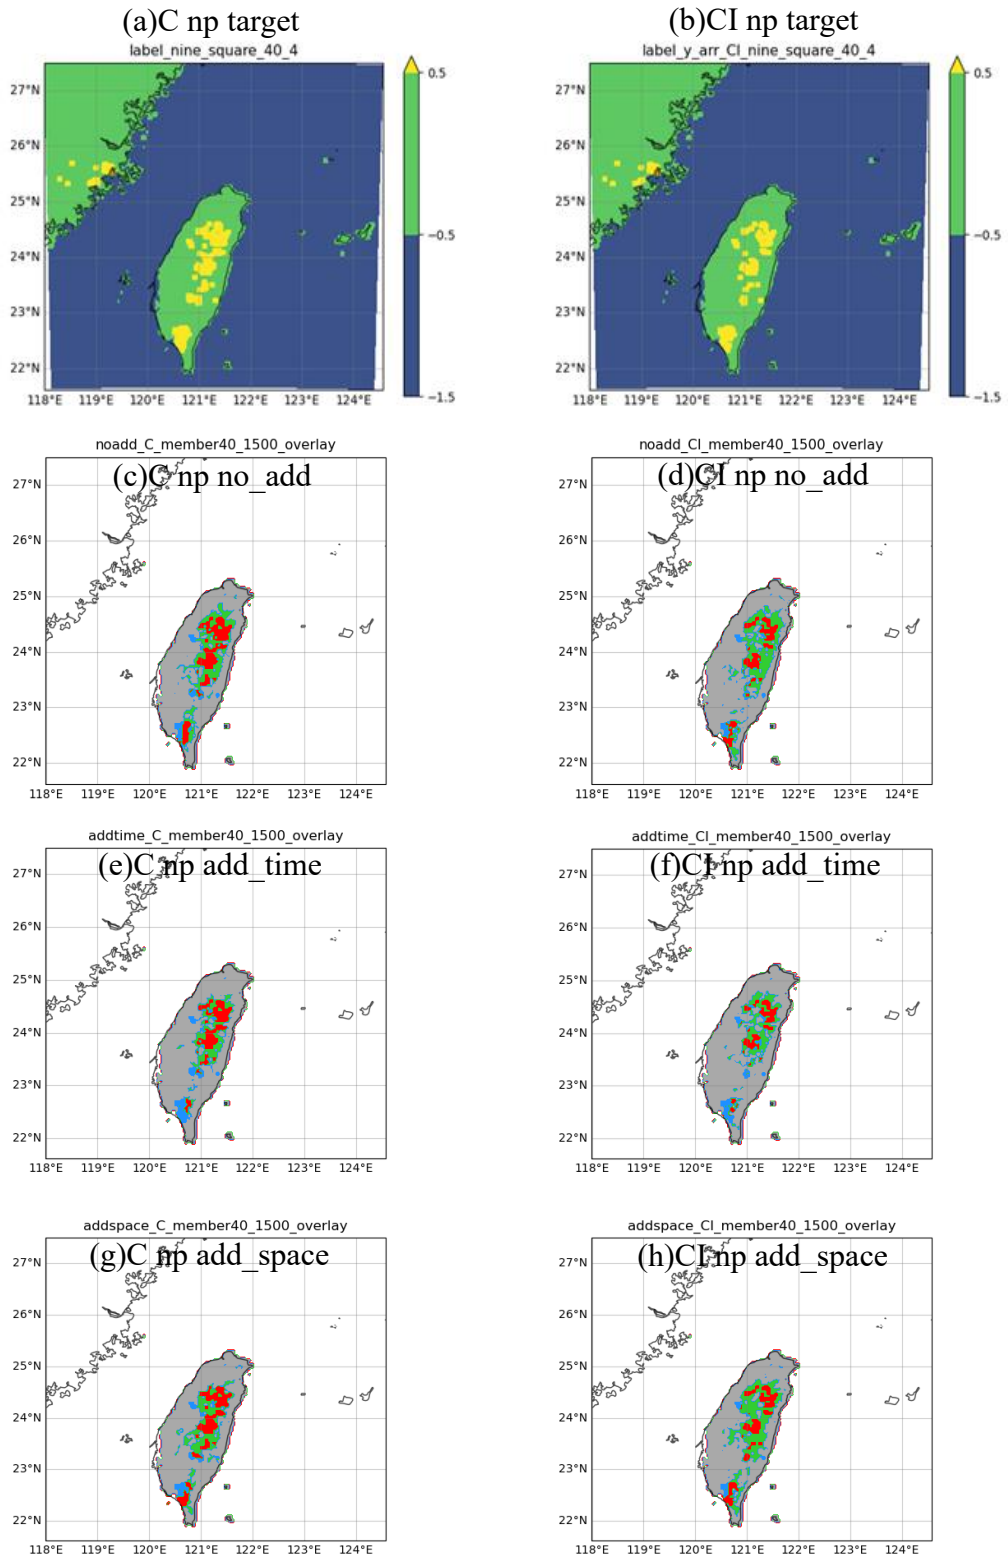 (a)C np target
label_nine_square_40_4
27°N
26°N
25°N
24°N
23°N
22°N
118°E 119°E 120°E 121°E 122°E 123°E 124°E
0.5
−0.5
−1.5
(b)CI np target
label_y_arr_CI_nine_square_40_4
27°N
26°N
25°N
24°N
23°N
22°N
118°E 119°E 120°E 121°E 122°E 123°E 124°E
0.5
−0.5
−1.5
noadd_C_member40_1500_overlay
(c)C np no_add
27°N
26°N
25°N
24°N
23°N
22°N
118°E 119°E 120°E 121°E 122°E 123°E 124°E
noadd_CI_member40_1500_overlay
(d)CI np no_add
27°N
26°N
25°N
24°N
23°N
22°N
118°E 119°E 120°E 121°E 122°E 123°E 124°E
addtime_C_member40_1500_overlay
(e)C np add_time
27°N
26°N
25°N
24°N
23°N
22°N
118°E 119°E 120°E 121°E 122°E 123°E 124°E
addtime_CI_member40_1500_overlay
(f)CI np add_time
27°N
26°N
25°N
24°N
23°N
22°N
118°E 119°E 120°E 121°E 122°E 123°E 124°E
addspace_C_member40_1500_overlay
(g)C np add_space
27°N
26°N
25°N
24°N
23°N
22°N
118°E 119°E 120°E 121°E 122°E 123°E 124°E
addspace_CI_member40_1500_overlay
(h)CI np add_space
27°N
26°N
25°N
24°N
23°N
22°N
118°E 119°E 120°E 121°E 122°E 123°E 124°E